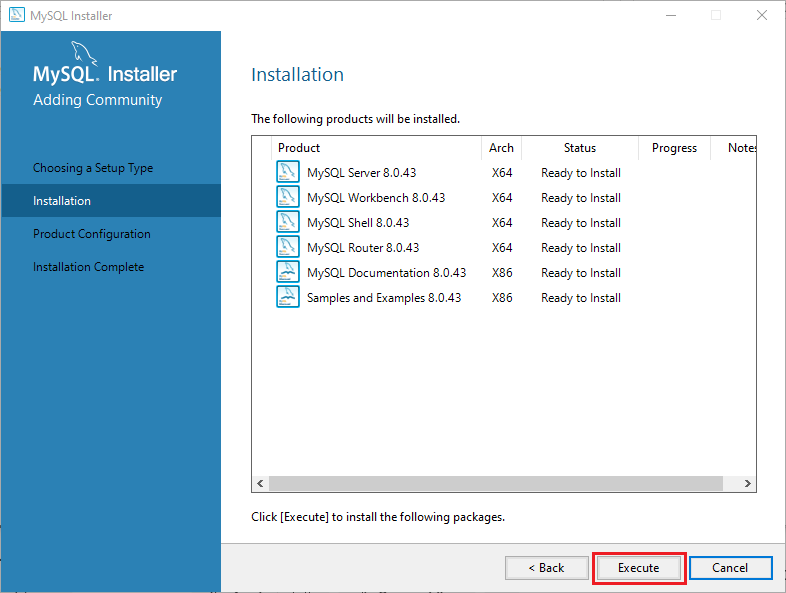 MySQL Installer
MySQL. Installer
Adding Community
Choosing a Setup Type
Installation
Product Configuration
Installation Complete
Installation
The following products will be installed.
Product Arch Status Progress Notes
MySQL Server 8.0.43 X64 Ready to Install
MySQL Workbench 8.0.43 X64 Ready to Install
MySQL Shell 8.0.43 X64 Ready to Install
MySQL Router 8.0.43 X64 Ready to Install
MySQL Documentation 8.0.43 X86 Ready to Install
Samples and Examples 8.0.43 X86 Ready to Install
Click [Execute] to install the following packages.
< Back Execute Cancel